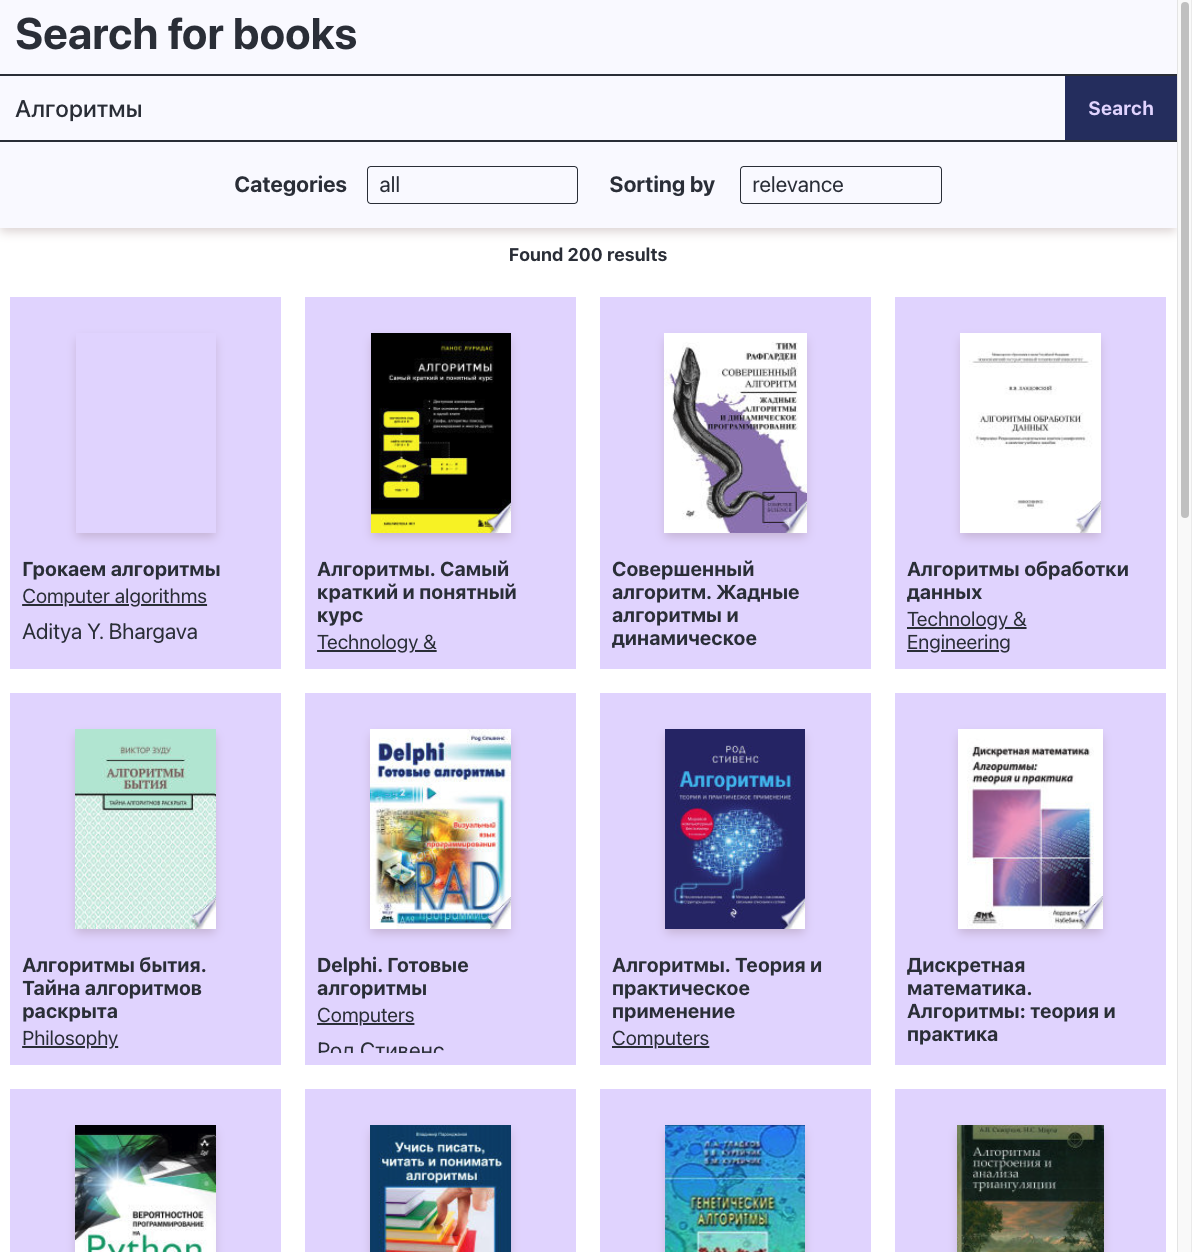 Search for books
Алгоритмы
Search
Categories
all
Sorting by
relevance
Found 200 results
Грокаем алгоритмы
Computer algorithms
Aditya Y. Bhargava
ПАНОС ЛУРИДАС
АЛГОРИТМЫ
Самый краткий и понятный курс
Алгоритмы. Самый
краткий и понятный
курс
Technology &
ТИМ
РАФГАРДЕН
СОВЕРШЕННЫЙ
АЛГОРИТМ
ЖАДНЫЕ
АЛГОРИТМЫ
И ДИНАМИЧЕСКОЕ
ПРОГРАММИРОВАНИЕ
Совершенный
алгоритм. Жадные
алгоритмы и
динамическое
АЛГОРИТМЫ ОБРАБОТКИ
ДАННЫХ
Алгоритмы обработки
данных
Technology &
Engineering
ВИКТОР ЗУДУ
АЛГОРИТМЫ
БЫТИЯ
ТАЙНА АЛГОРИТМОВ РАСКРЫТА
Алгоритмы бытия.
Тайна алгоритмов
раскрыта
Philosophy
Род Стивенс
Delphi
Готовые алгоритмы
Визуальный
язык
программирования
RAD
Delphi. Готовые
алгоритмы
Computers
Род Стивенс
РОД
СТИВЕНС
Алгоритмы
ТЕОРИЯ И ПРАКТИЧЕСКОЕ ПРИМЕНЕНИЕ
Алгоритмы. Теория и
практическое
применение
Computers
Дискретная математика
Алгоритмы:
теория и практика
Дискретная
математика.
Алгоритмы: теория и
практика
ВЕРОЯТНОСТНОЕ
ПРОГРАММИРОВАНИЕ
НА
Python
Учись писать,
читать и понимать
алгоритмы
ГЕНЕТИЧЕСКИЕ
АЛГОРИТМЫ
А.В. Скворцов, Н.С. Мирза
Алгоритмы
построения и
анализа
триангуляции